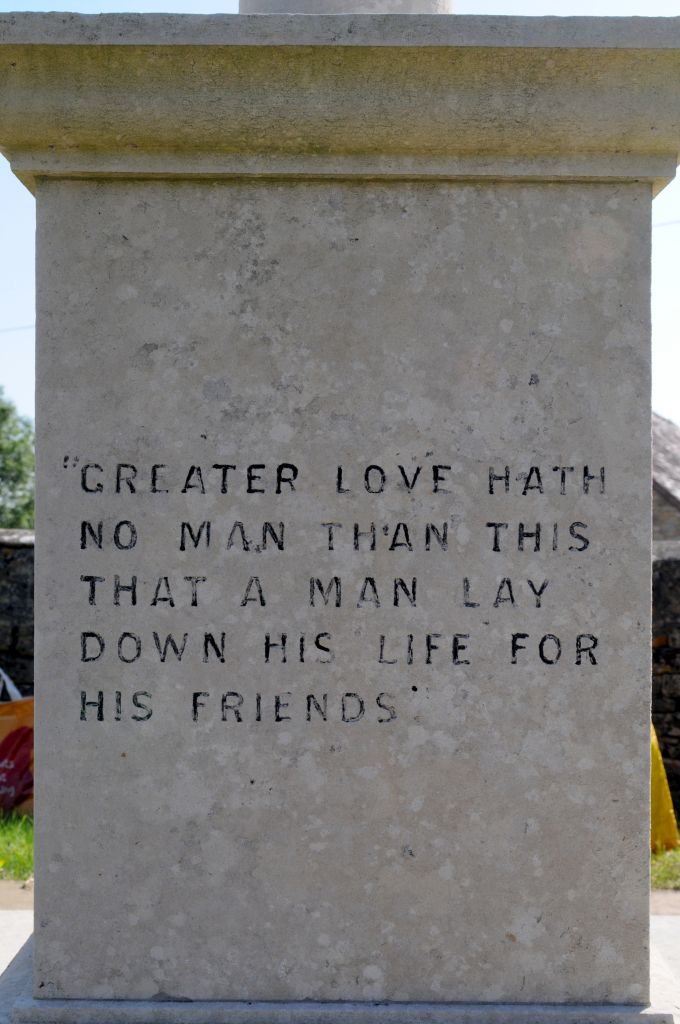 "GREATER LOVE HATH
NO MAN THAN THIS
THAT A MAN LAY
DOWN HIS LIFE FOR
HIS FRIENDS"